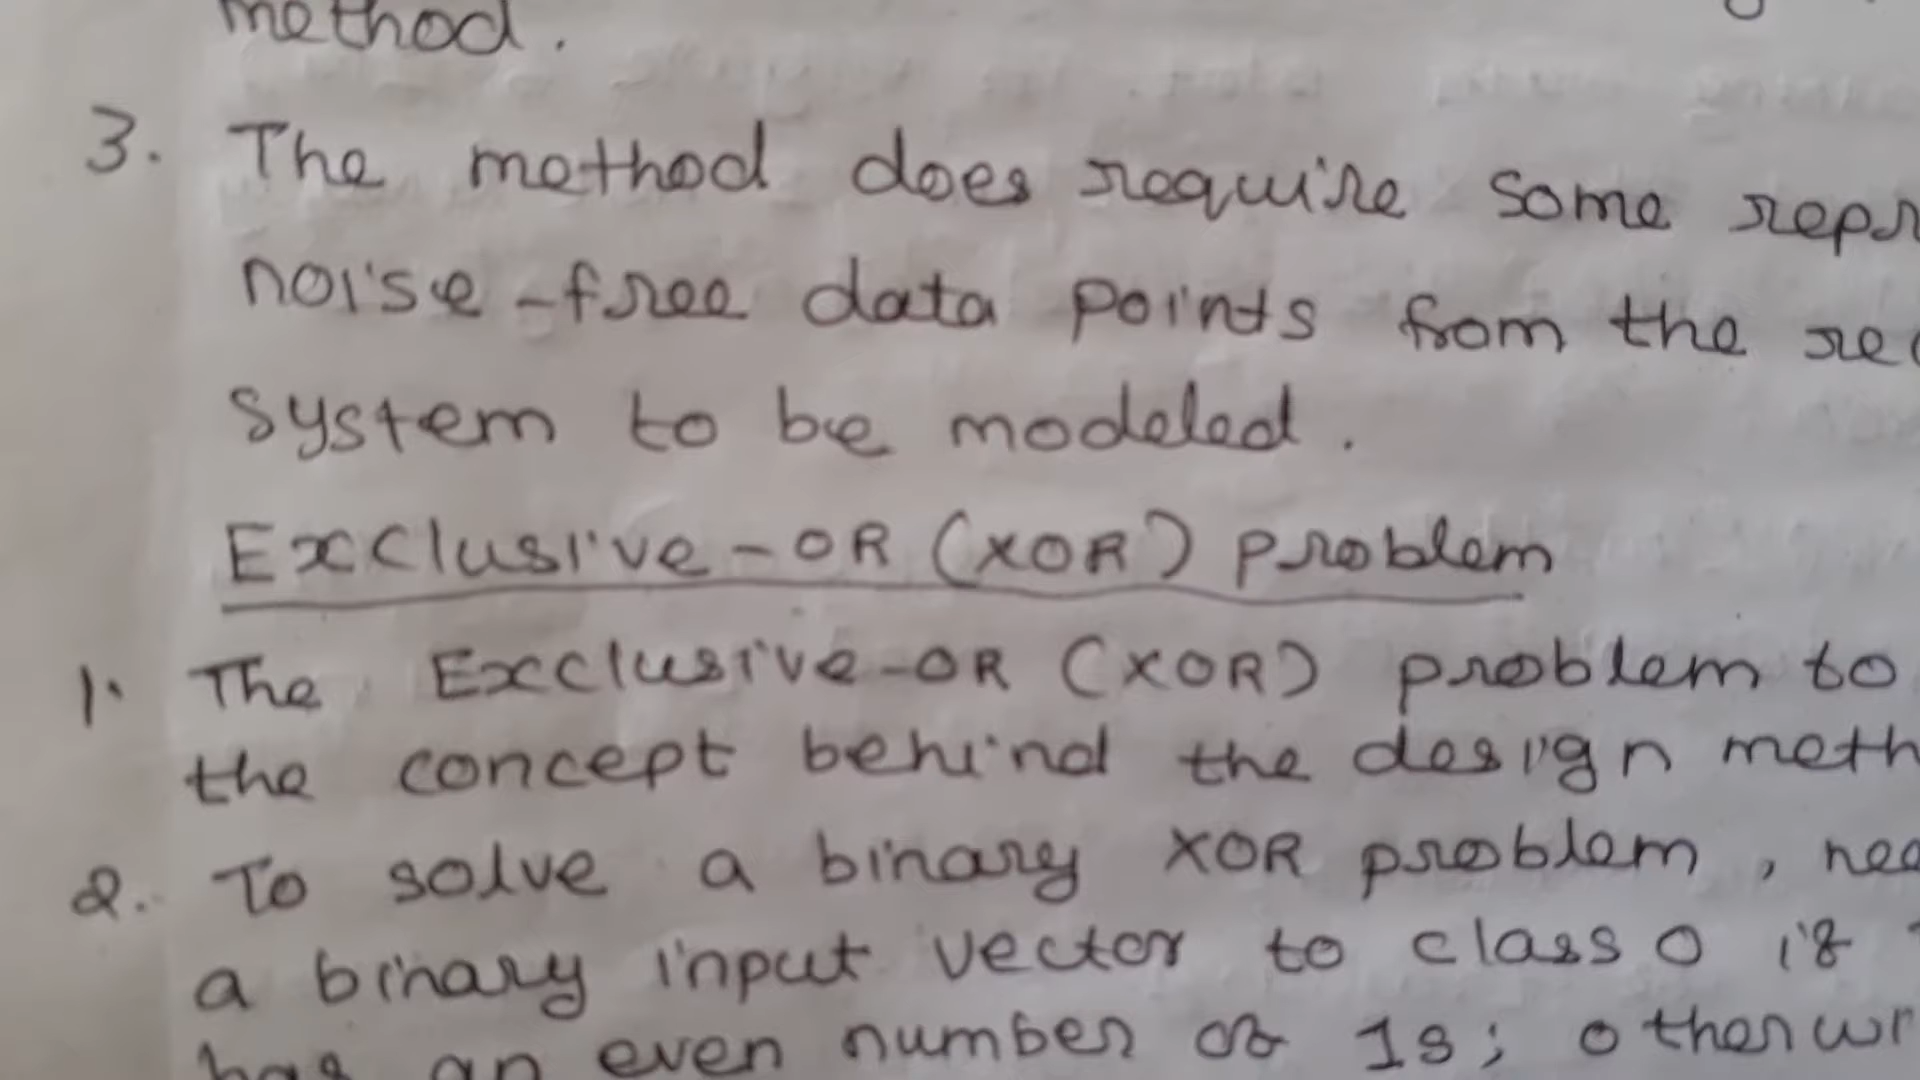 method.
3. The method does require some repr
noise-free data points from the re
system to be modeled.
Exclusive-OR (XOR) problem
1. The Exclusive-OR (XOR) problem to
the concept behind the design meth
2. To solve a binary XOR problem, nee
a binary input vector to class 0 if
has an even number of 1s; otherwi